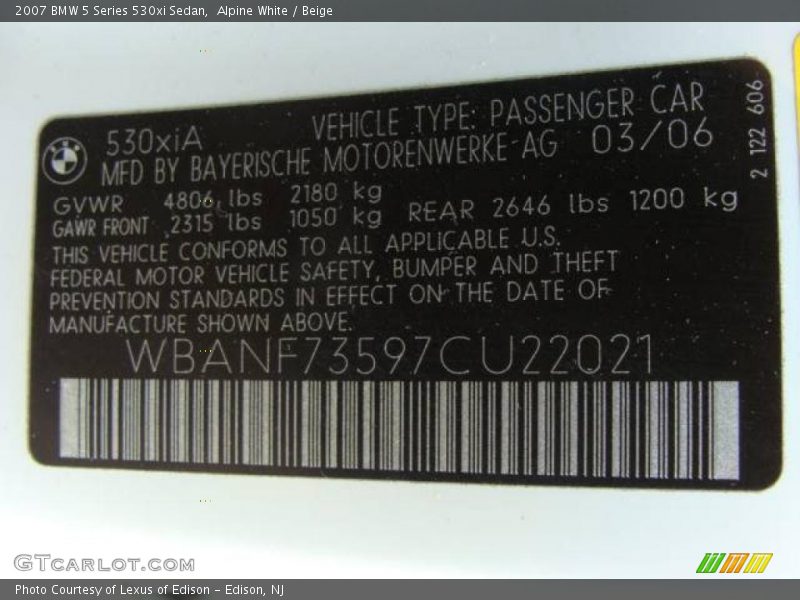 2007 BMW 5 Series 530xi Sedan,  Alpine White / Beige
530xiA VEHICLE TYPE: PASSENGER CAR
MFD BY BAYERISCHE MOTORENWERKE AG 03/06
GVWR 4806 lbs 2180 kg
GAWR FRONT 2315 lbs 1050 kg REAR 2646 lbs 1200 kg
THIS VEHICLE CONFORMS TO ALL APPLICABLE U.S.
FEDERAL MOTOR VEHICLE SAFETY, BUMPER AND THEFT
PREVENTION STANDARDS IN EFFECT ON THE DATE OF
MANUFACTURE SHOWN ABOVE.
WBANF73597CU22021
2 122 606
GTCARLOT.COM
Photo Courtesy of Lexus of Edison - Edison, NJ